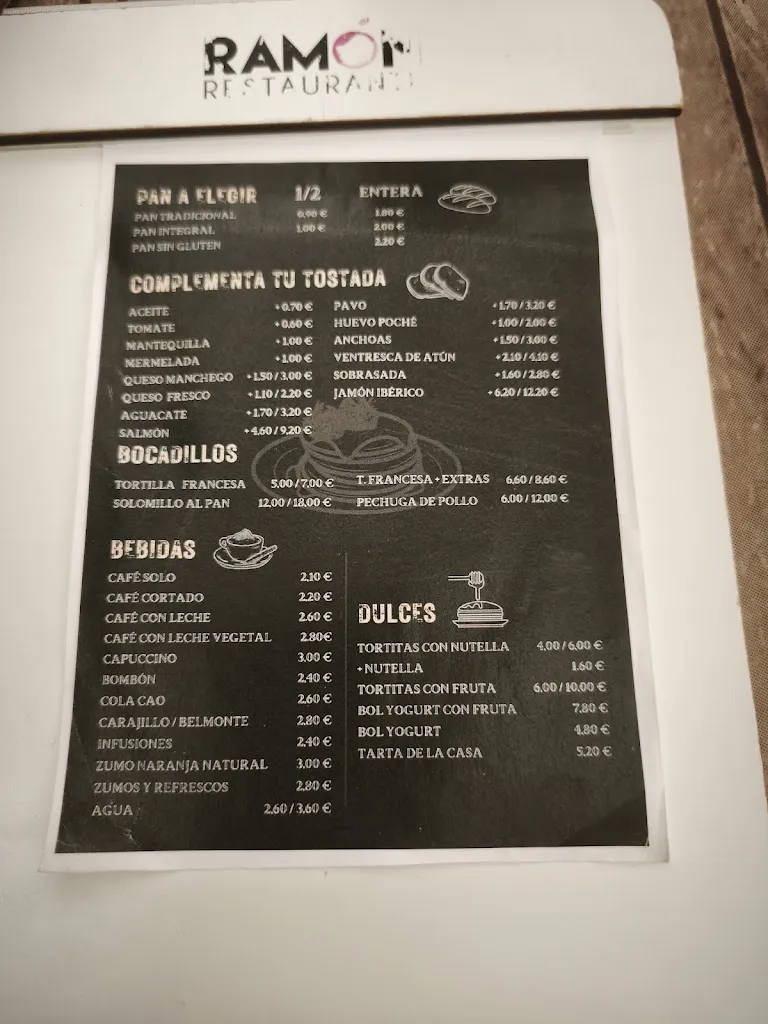 RAMÓN
RESTAURANTE
PAN A ELEGIR 1/2 ENTERA
PAN TRADICIONAL 0,90 € 1.80 €
PAN INTEGRAL 1.00 € 2.00 €
PAN SIN GLUTEN 2.20 €
COMPLEMENTA TU TOSTADA
ACEITE +0.70 €
TOMATE +0.60 €
MANTEQUILLA +1.00 €
MERMELADA +1.00 €
QUESO MANCHEGO +1.50 / 3.00 €
QUESO FRESCO +1.10 / 2.20 €
AGUACATE +1.70 / 3.20 €
SALMÓN +4.60 / 9.20 €
PAVO +1.70 / 3.20 €
HUEVO POCHÉ +1.00 / 2.00 €
ANCHOAS +1.50 / 3.00 €
VENTRESCA DE ATÚN +2.10 / 4.10 €
SOBRASADA +1.60 / 2.80 €
JAMÓN IBÉRICO +6.20 / 12.20 €
BOCADILLOS
TORTILLA FRANCESA 5.00 / 7.00 €
SOLOMILLO AL PAN 12.00 / 18.00 €
T. FRANCESA + EXTRAS 6.60 / 8.60 €
PECHUGA DE POLLO 6.00 / 12.00 €
BEBIDAS
CAFÉ SOLO 2.10 €
CAFÉ CORTADO 2.20 €
CAFÉ CON LECHE 2.60 €
CAFÉ CON LECHE VEGETAL 2.80€
CAPUCCINO 3.00 €
BOMBÓN 2.40 €
COLA CAO 2.60 €
CARAJILLO / BELMONTE 2.80 €
INFUSIONES 2.40 €
ZUMO NARANJA NATURAL 3.00 €
ZUMOS Y REFRESCOS 2.80 €
AGUA 2.60 / 3.60 €
DULCES
TORTITAS CON NUTELLA 4.00 / 6.00 €
+NUTELLA 1.60 €
TORTITAS CON FRUTA 6.00 / 10.00 €
BOL YOGURT CON FRUTA 7.80 €
BOL YOGURT 4.80 €
TARTA DE LA CASA 5.20 €